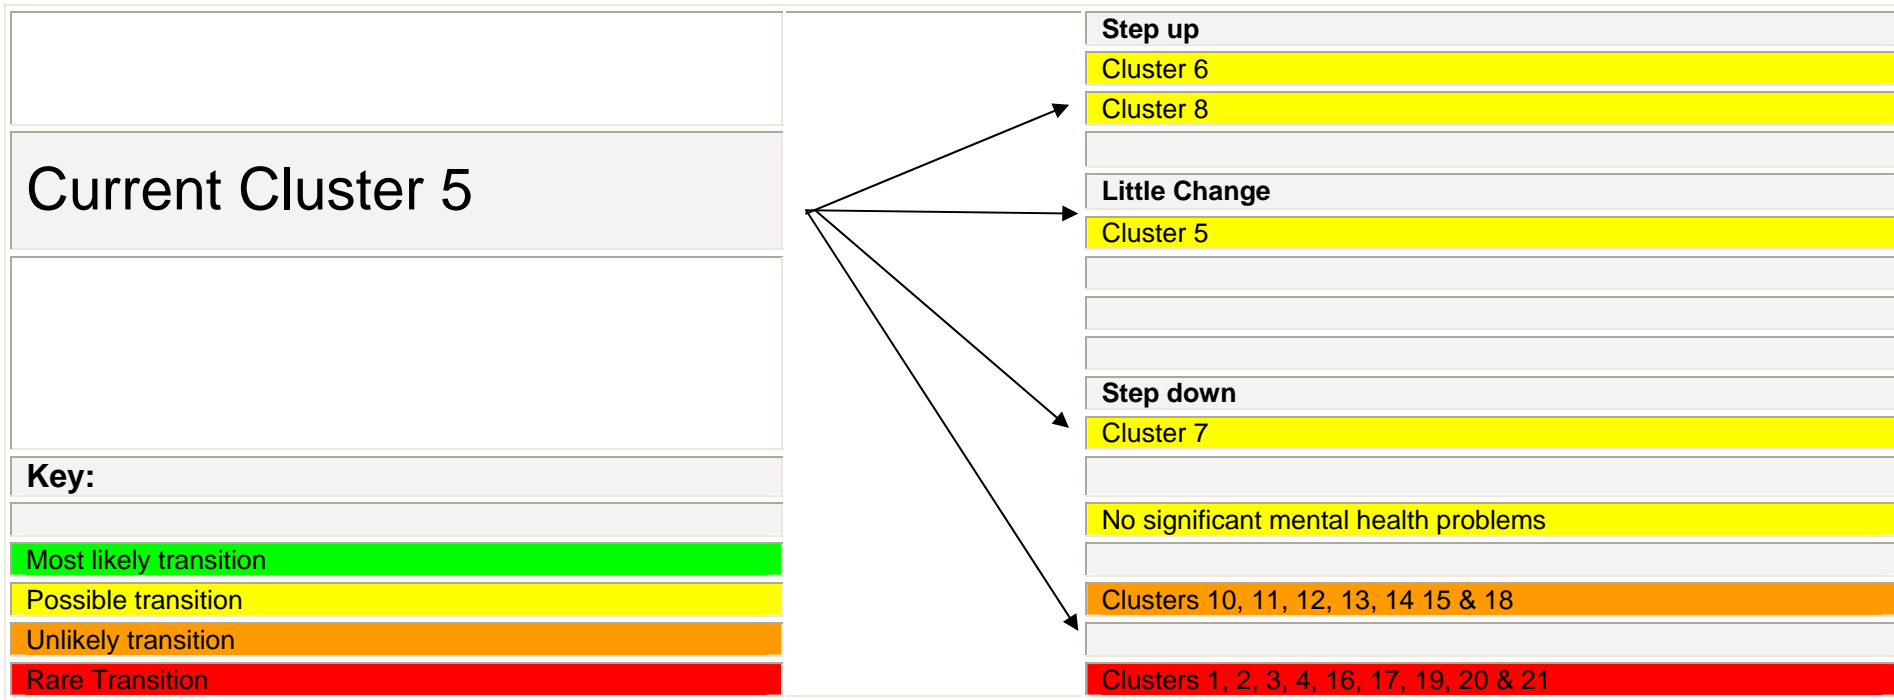 Current Cluster 5
Key:
Most likely transition
Possible transition
Unlikely transition
Rare Transition
Step up
Cluster 6
Cluster 8
Little Change
Cluster 5
Step down
Cluster 7
No significant mental health problems
Clusters 10, 11, 12, 13, 14 15 & 18
Clusters 1, 2, 3, 4, 16, 17, 19, 20 & 21